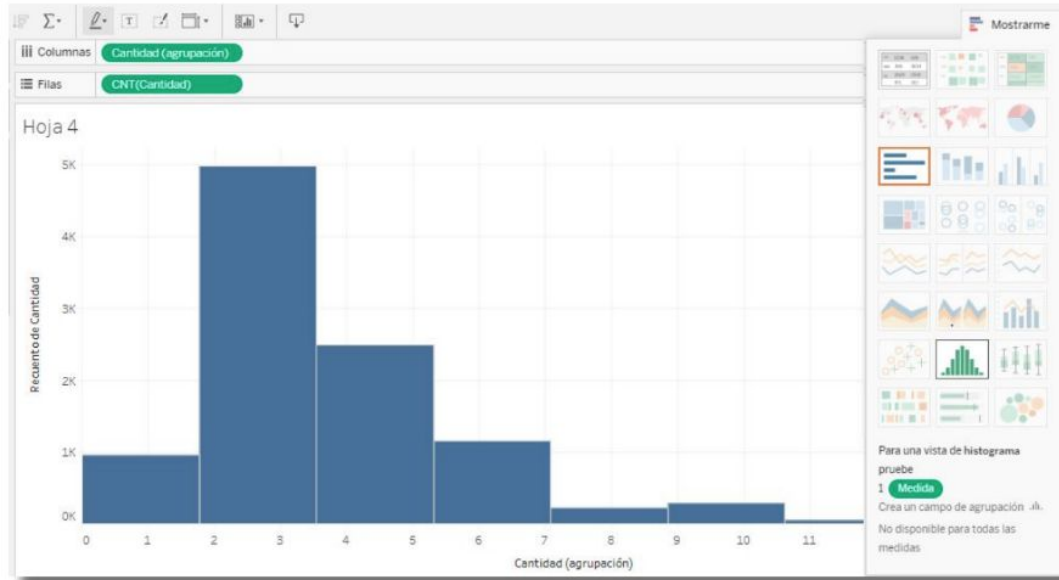 Mostrarme
Columnas Cantidad (agrupación)
Filas CNT(Cantidad)
Hoja 4
5K
4K
3K
2K
1K
0K
Recuento de Cantidad
0 1 2 3 4 5 6 7 8 9 10 11
Cantidad (agrupación)
Para una vista de histograma
pruebe
1 Medida
Crea un campo de agrupación
No disponible para todas las
medidas